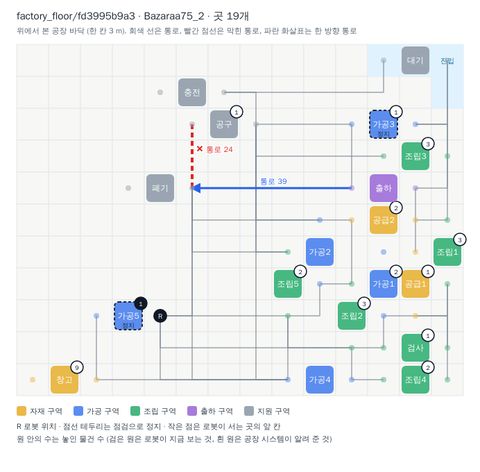 factory_floor/fd3995b9a3 · Bazaraa75_2 · 곳 19개
위에서 본 공장 바닥 (한 칸 3 m). 회색 선은 통로, 빨간 점선은 막힌 통로, 파란 화살표는 한 방향 통로
대기
진입
충전
공구
1
가공3
정지
1
✕ 통로 24
조립3
3
폐기
통로 39
출하
공급2
2
가공2
조립1
3
조립5
2
가공1
2
공급1
1
가공5
정지
1
R
조립2
3
검사
1
창고
9
가공4
조립4
2
자재 구역
가공 구역
조립 구역
출하 구역
지원 구역
R 로봇 위치 · 점선 테두리는 점검으로 정지 · 작은 점은 로봇이 서는 곳의 앞 칸
원 안의 수는 놓인 물건 수 (검은 원은 로봇이 지금 보는 것, 흰 원은 공장 시스템이 알려 준 것)